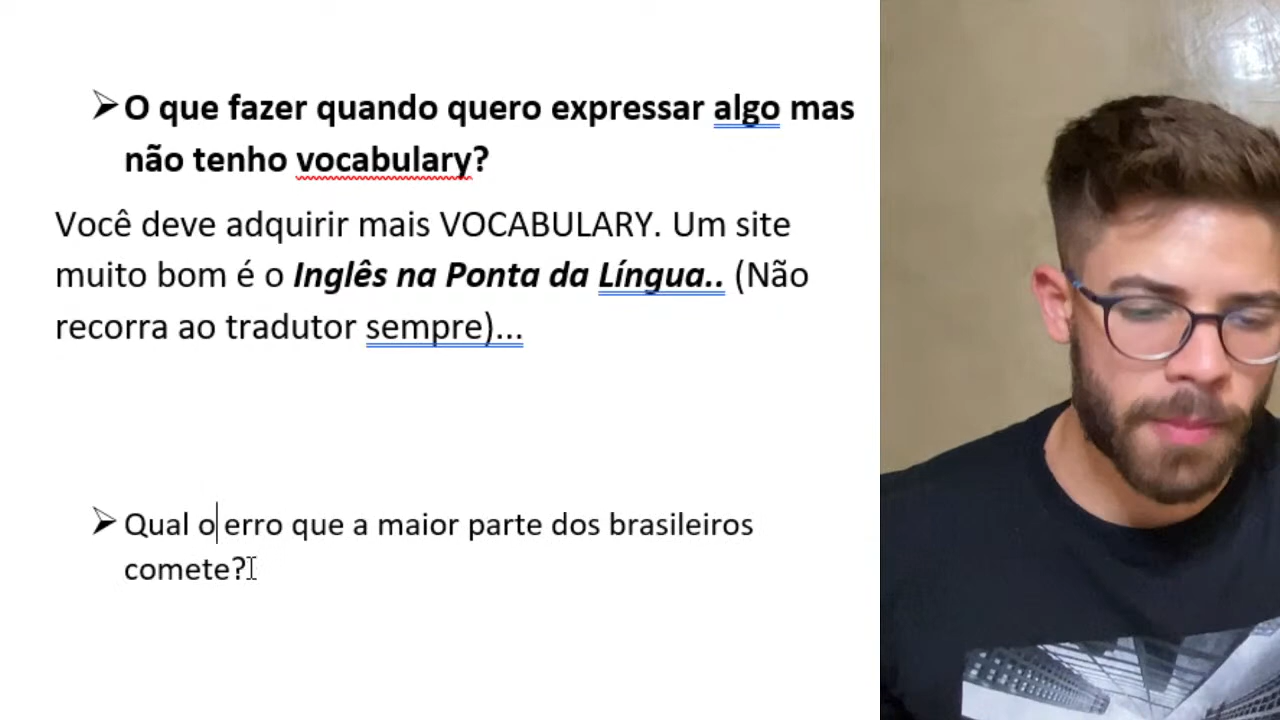 ➢ O que fazer quando quero expressar algo mas
não tenho vocabulary?
Você deve adquirir mais VOCABULARY. Um site
muito bom é o Inglês na Ponta da Língua.. (Não
recorra ao tradutor sempre)...
➢ Qual o erro que a maior parte dos brasileiros
comete?